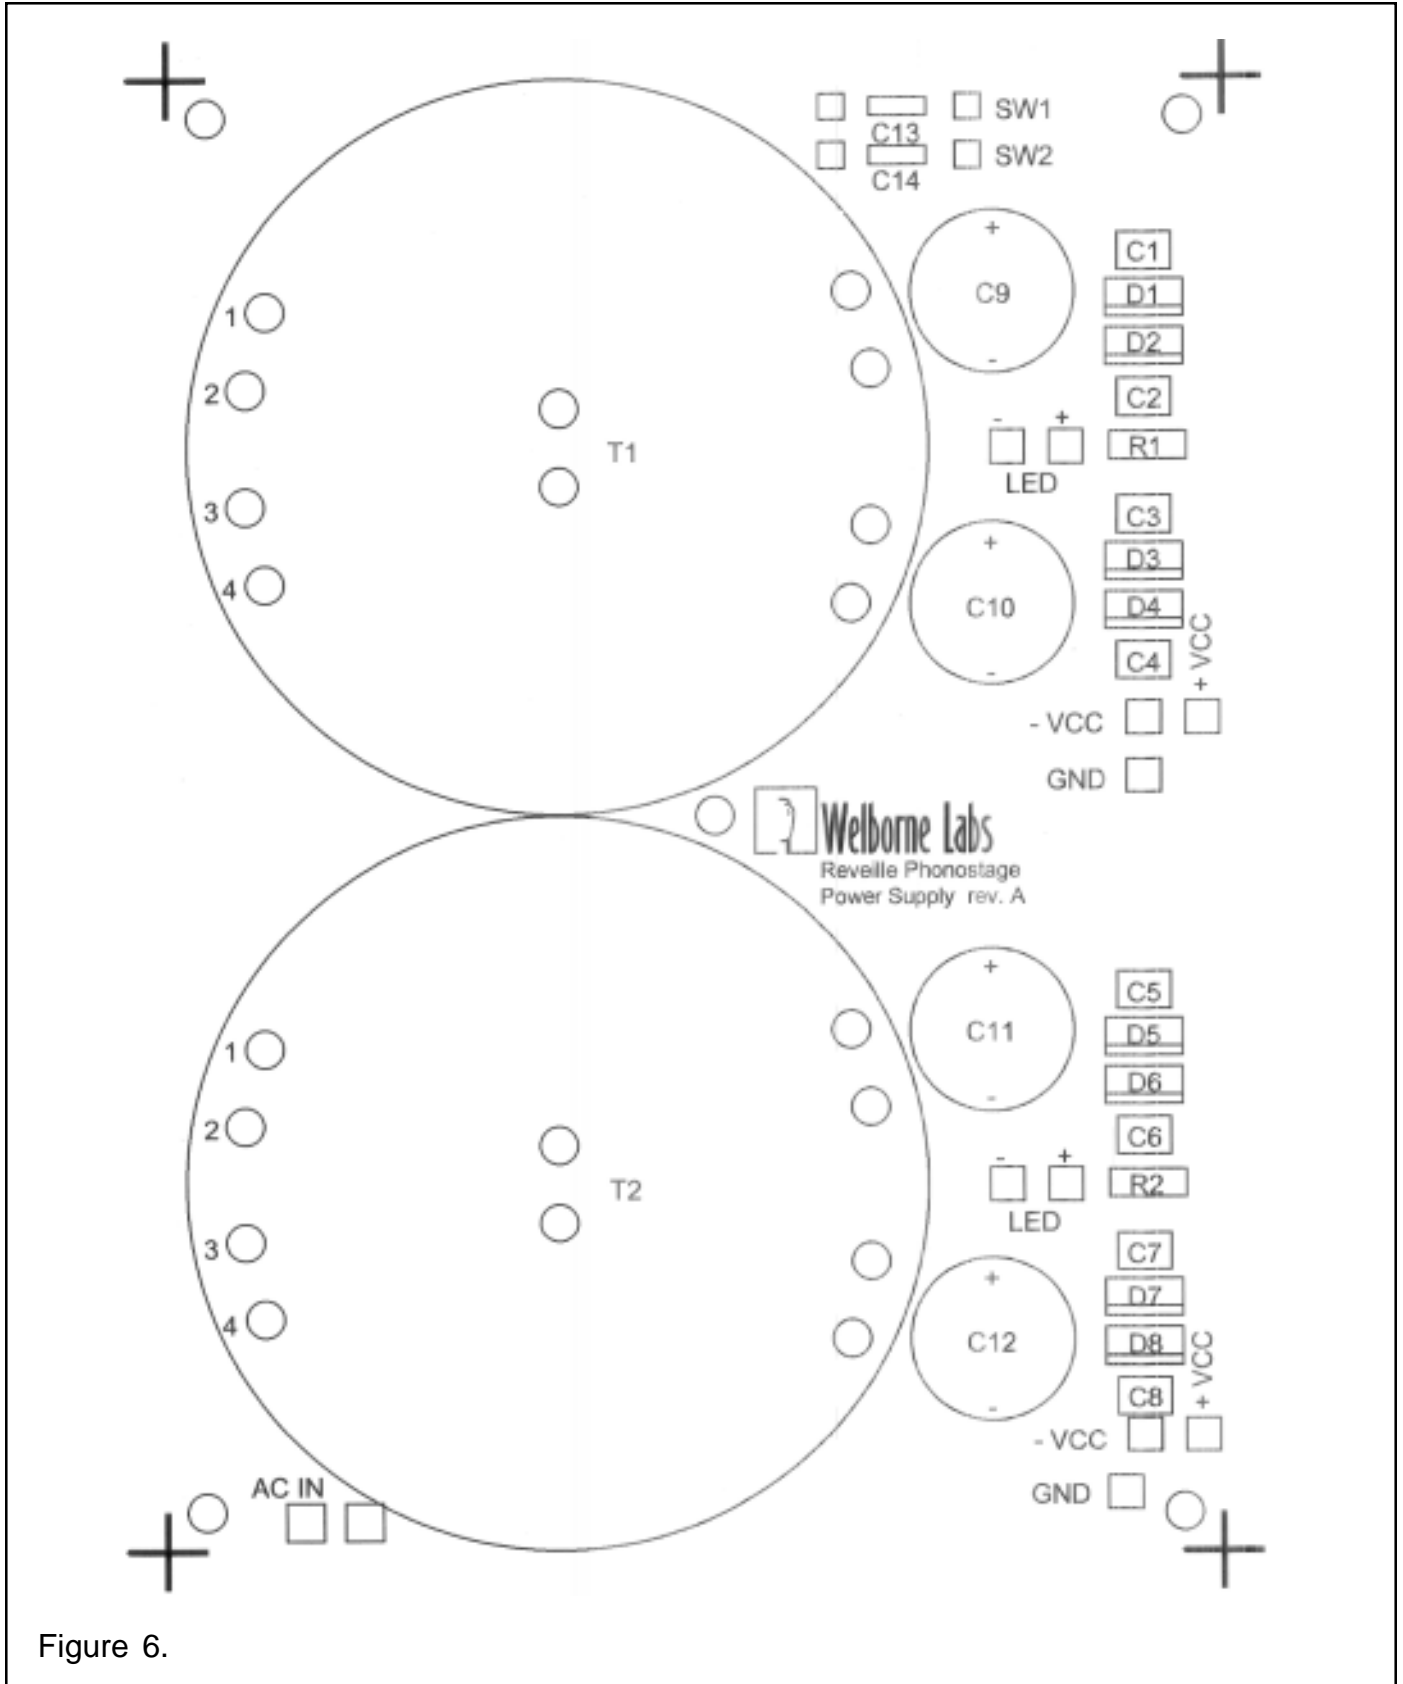 SW1
C13
SW2
C14
+
C9
-
C1
D1
D2
C2
- +
LED
R1
1
2
3
4
T1
+
C10
-
C3
D3
D4
C4
+ VCC
- VCC
GND
Welborne Labs
Reveille Phonostage
Power Supply rev. A
+
C11
-
C5
D5
D6
C6
- +
LED
R2
1
2
3
4
T2
+
C12
-
C7
D7
D8
C8
+ VCC
- VCC
GND
AC IN
Figure 6.